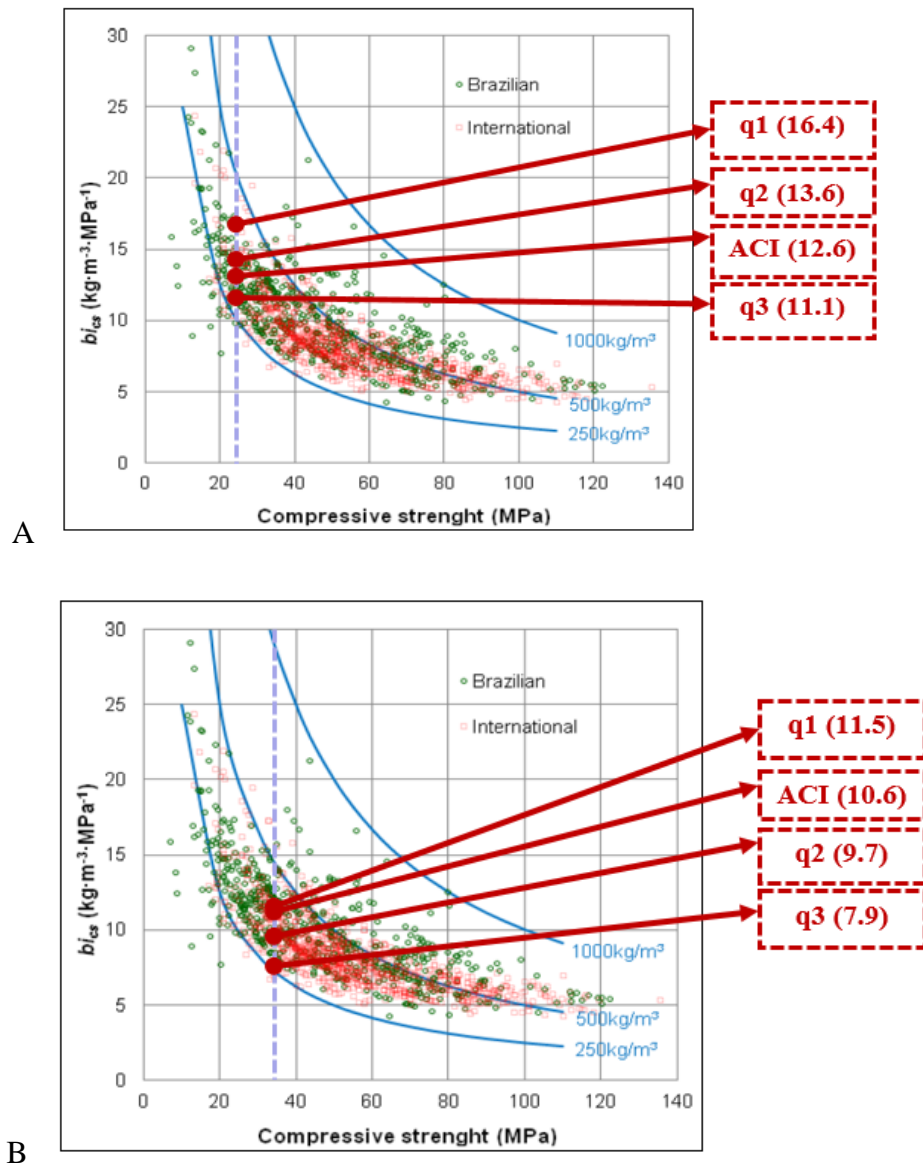 30
25
20
15
10
5
0
bi_cs (kg·m⁻³·MPa⁻¹)
Brazilian
International
1000kg/m³
500kg/m³
250kg/m³
0 20 40 60 80 100 120 140
Compressive strenght (MPa)
q1 (16.4)
q2 (13.6)
ACI (12.6)
q3 (11.1)
A
30
25
20
15
10
5
0
bi_cs (kg·m⁻³·MPa⁻¹)
Brazilian
International
1000kg/m³
500kg/m³
250kg/m³
0 20 40 60 80 100 120 140
Compressive strenght (MPa)
q1 (11.5)
ACI (10.6)
q2 (9.7)
q3 (7.9)
B